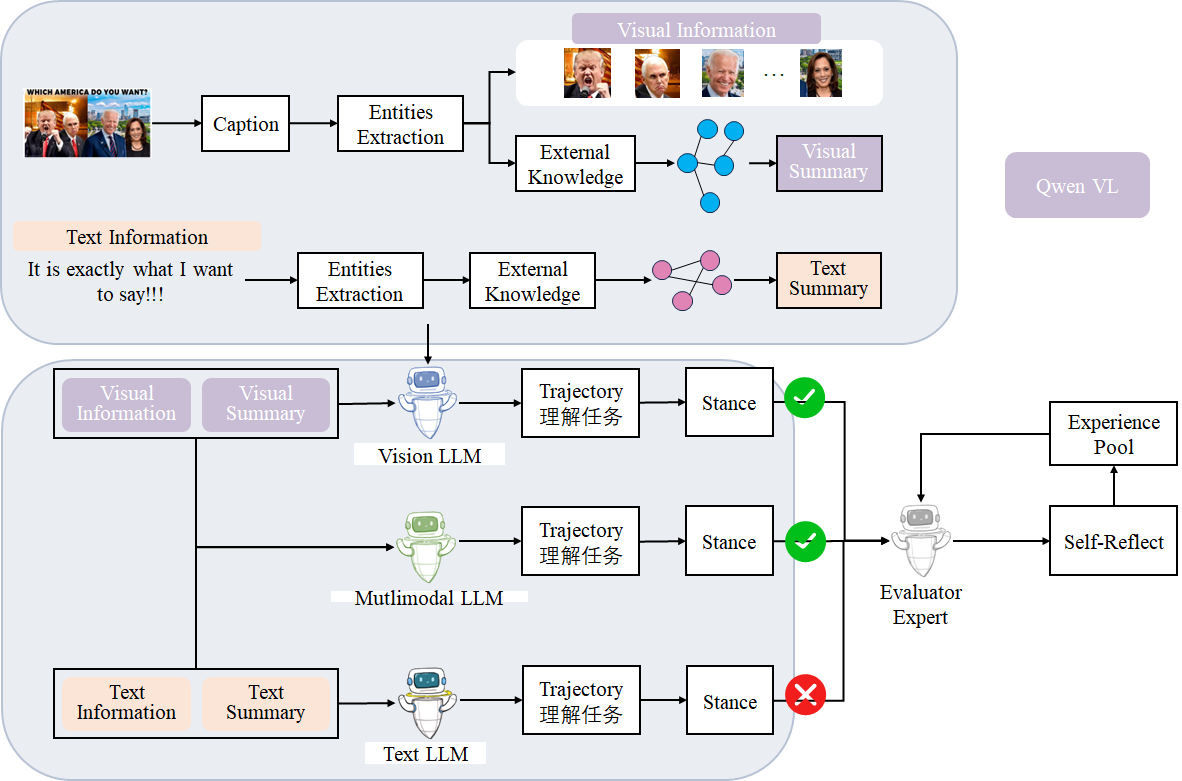 Visual Information
WHICH AMERICA DO YOU WANT?
...
Caption
Entities
Extraction
External
Knowledge
Visual
Summary
Qwen VL
Text Information
It is exactly what I want
to say!!!
Entities
Extraction
External
Knowledge
Text
Summary
Visual
Information
Visual
Summary
Vision LLM
Trajectory
理解任务
Stance
Experience
Pool
Mutlimodal LLM
Trajectory
理解任务
Stance
Evaluator
Expert
Self-Reflect
Text
Information
Text
Summary
Text LLM
Trajectory
理解任务
Stance